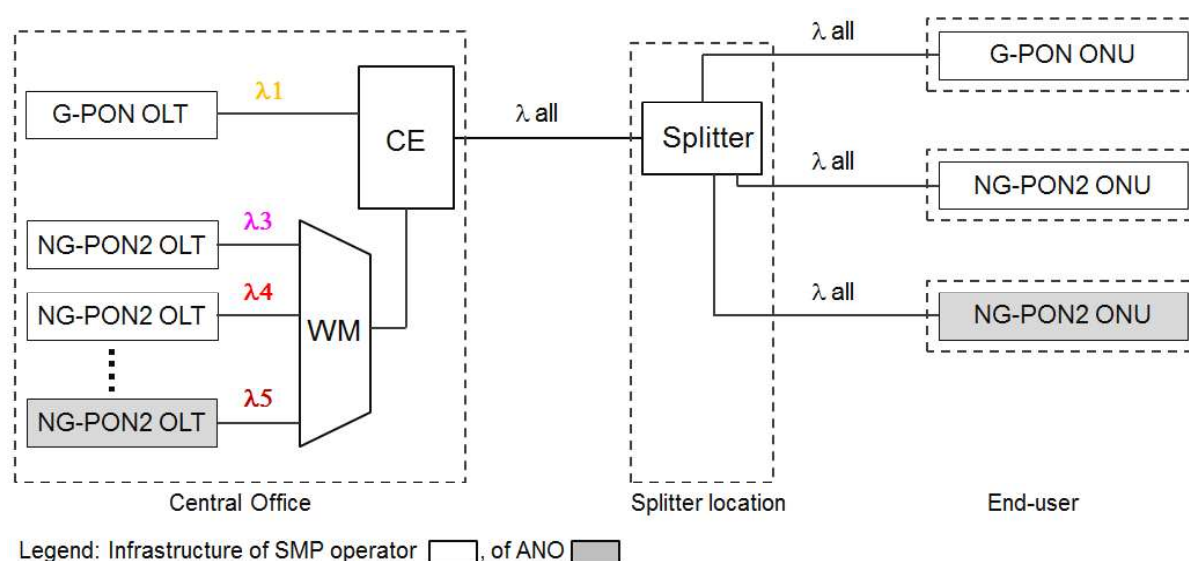 λ all
G-PON ONU
λ1
G-PON OLT
CE
λ all
Splitter
λ all
NG-PON2 ONU
λ3
NG-PON2 OLT
λ4
NG-PON2 OLT
WM
λ all
NG-PON2 ONU
λ5
NG-PON2 OLT
Central Office
Splitter location
End-user
Legend: Infrastructure of SMP operator , of ANO